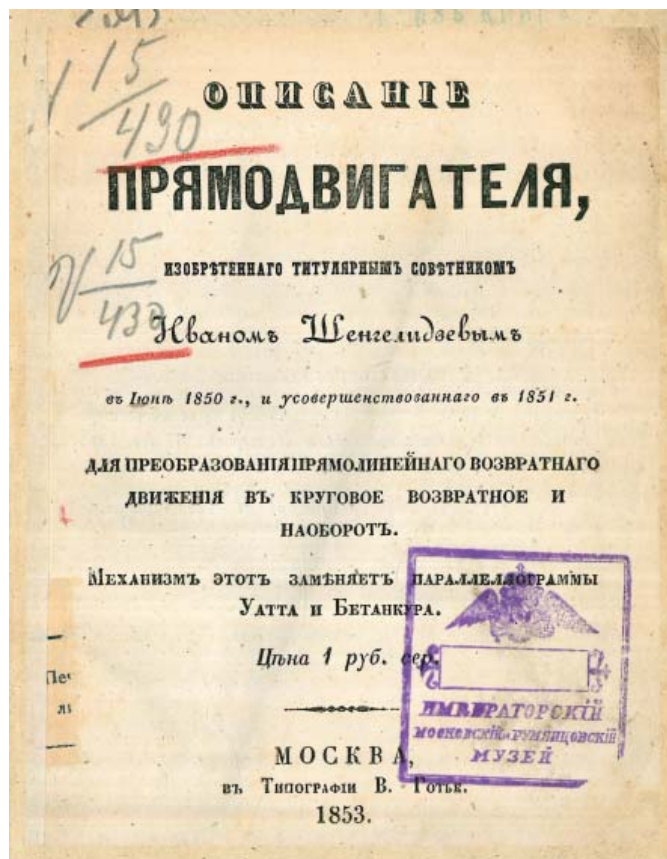 15
430
ОПИСАНІЕ
ПРЯМОДВИГАТЕЛЯ,
ИЗОБРѢТЕННАГО ТИТУЛЯРНЫМЪ СОВѢТНИКОМЪ
15
430
Иваномъ Шенгелидзевымъ
въ Іюнѣ 1850 г., и усовершенствованнаго въ 1851 г.
ДЛЯ ПРЕОБРАЗОВАНІЯ ПРЯМОЛИНЕЙНАГО ВОЗВРАТНАГО
ДВИЖЕНІЯ ВЪ КРУГОВОЕ ВОЗВРАТНОЕ И
НАОБОРОТЪ.
МЕХАНИЗМЪ ЭТОТЪ ЗАМѢНЯЕТЪ ПАРАЛЛЕЛОГРАММЫ
УАТТА И БЕТАНКУРА.
Цѣна 1 руб. сер.
ИМПЕРАТОРСКІЙ
МОСКОВСКІЙ и РУМЯНЦОВСКІЙ
МУЗЕЙ
МОСКВА,
ВЪ ТИПОГРАФІИ В. ГОТЬЕ.
1853.